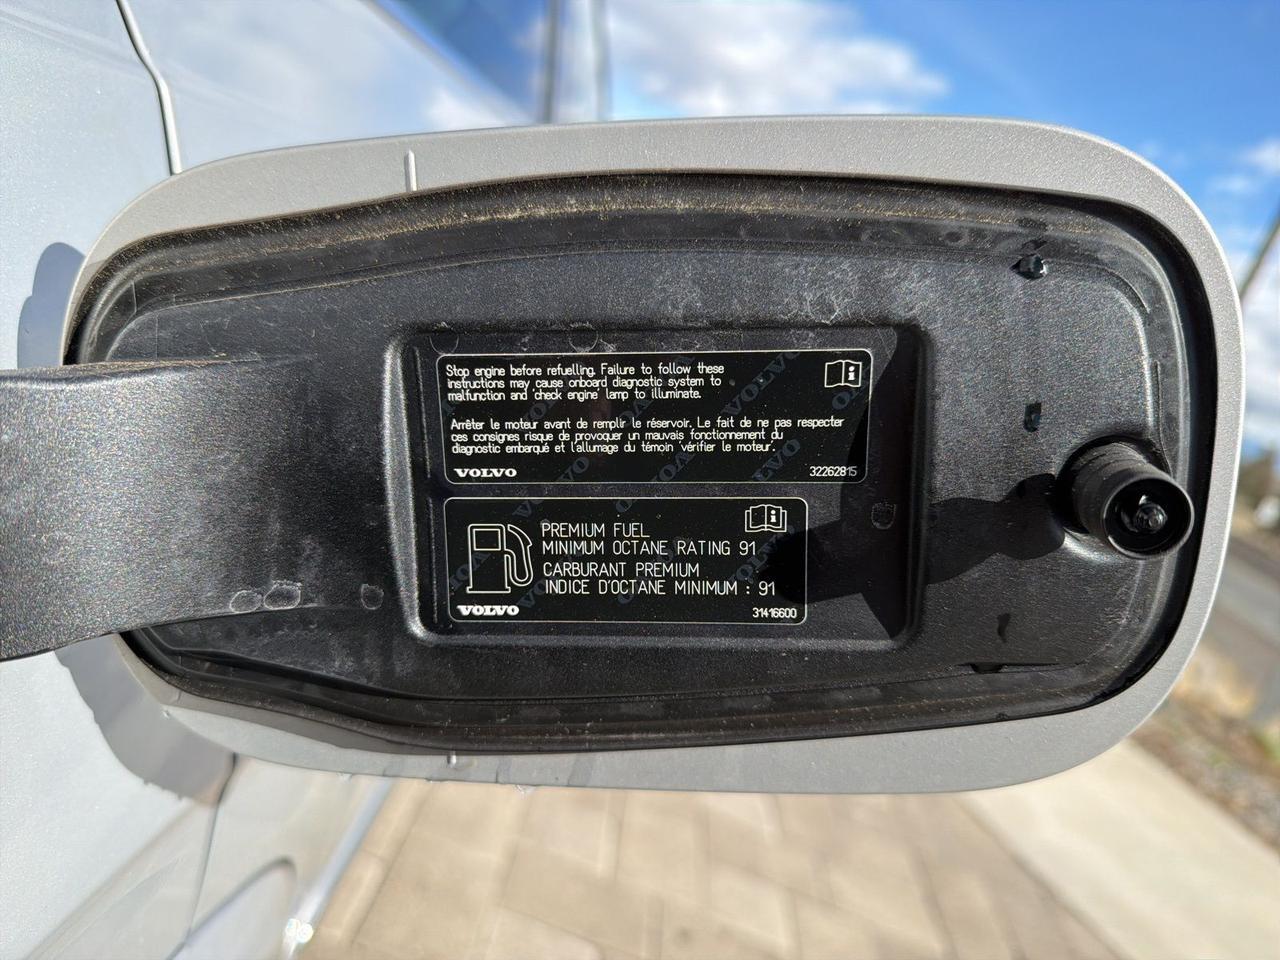 Stop engine before refuelling. Failure to follow these
instructions may cause onboard diagnostic system to
malfunction and 'check engine' lamp to illuminate.
Arrêter le moteur avant de remplir le réservoir. Le fait de ne pas respecter
ces consignes risque de provoquer un mauvais fonctionnement du
diagnostic embarqué et l'allumage du témoin 'vérifier le moteur'.
VOLVO 32262815
PREMIUM FUEL
MINIMUM OCTANE RATING 91
CARBURANT PREMIUM
INDICE D'OCTANE MINIMUM : 91
VOLVO 31416600